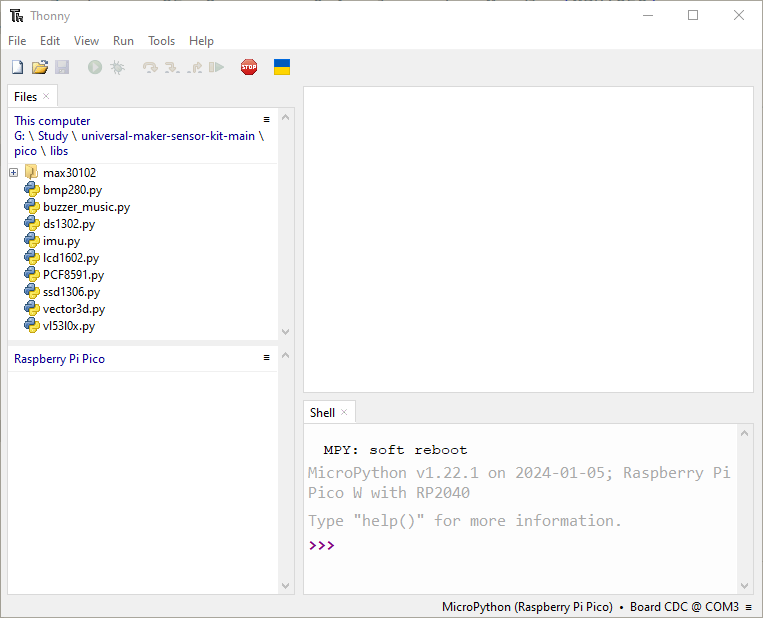 Thonny
File Edit View Run Tools Help
STOP
Files
This computer
G: \ Study \ universal-maker-sensor-kit-main \
pico \ libs
max30102
bmp280.py
buzzer_music.py
ds1302.py
imu.py
lcd1602.py
PCF8591.py
ssd1306.py
vector3d.py
vl53l0x.py
Raspberry Pi Pico
Shell
MPY: soft reboot
MicroPython v1.22.1 on 2024-01-05; Raspberry Pi
Pico W with RP2040
Type "help()" for more information.
>>>
MicroPython (Raspberry Pi Pico) • Board CDC @ COM3 ≡